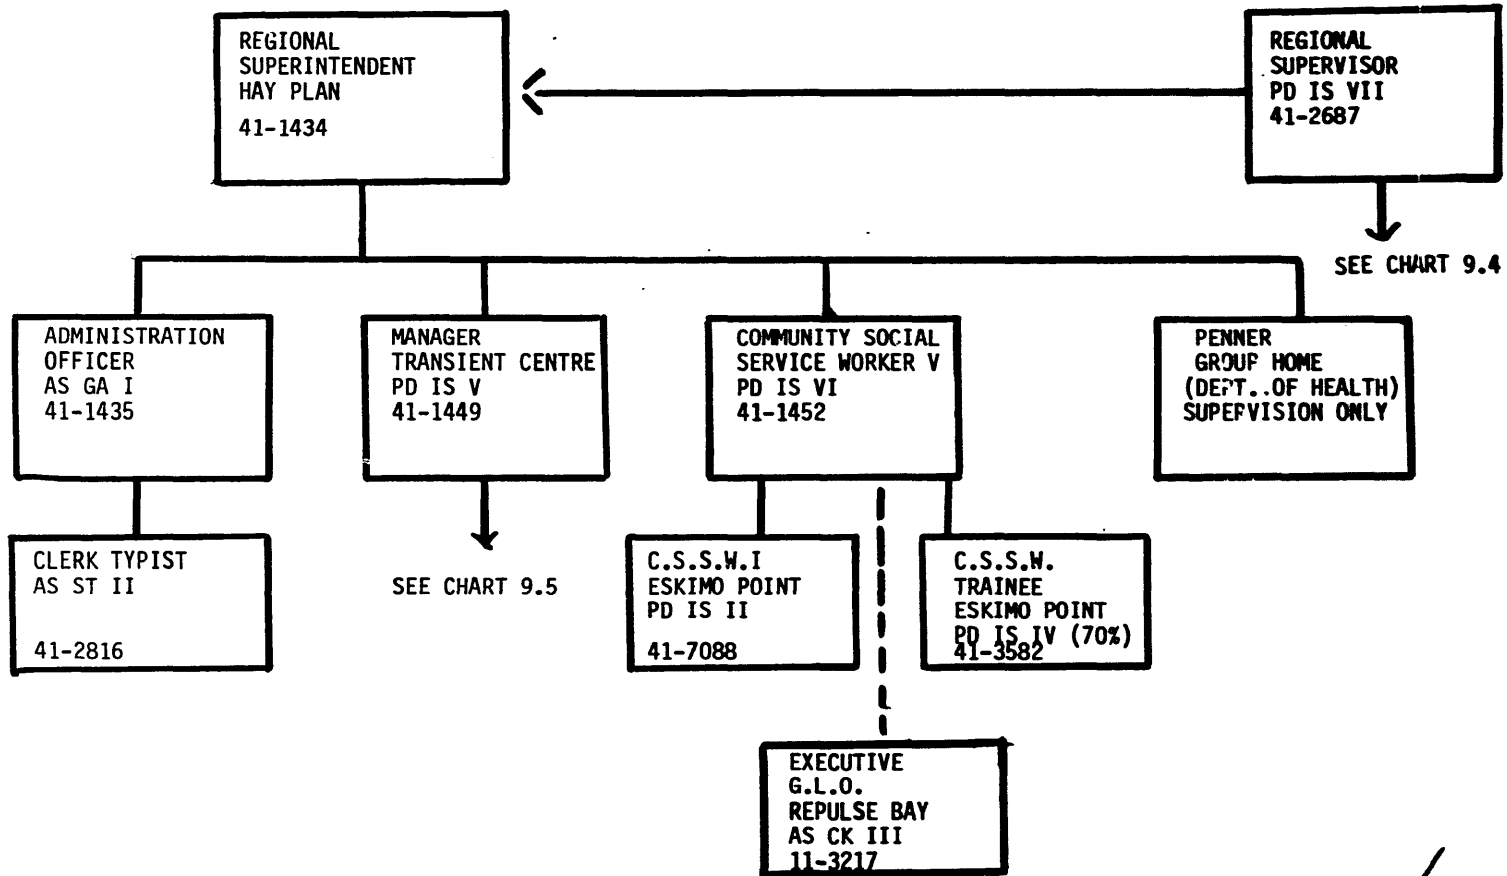 REGIONAL
SUPERINTENDENT
HAY PLAN
41-1434
REGIONAL
SUPERVISOR
PD IS VII
41-2687
SEE CHART 9.4
ADMINISTRATION
OFFICER
AS GA I
41-1435
MANAGER
TRANSIENT CENTRE
PD IS V
41-1449
COMMUNITY SOCIAL
SERVICE WORKER V
PD IS VI
41-1452
PENNER
GROUP HOME
(DEPT..OF HEALTH)
SUPERVISION ONLY
CLERK TYPIST
AS ST II
41-2816
SEE CHART 9.5
C.S.S.W.I
ESKIMO POINT
PD IS II
41-7088
C.S.S.W.
TRAINEE
ESKIMO POINT
PD IS IV (70%)
41-3582
EXECUTIVE
G.L.O.
REPULSE BAY
AS CK III
11-3217